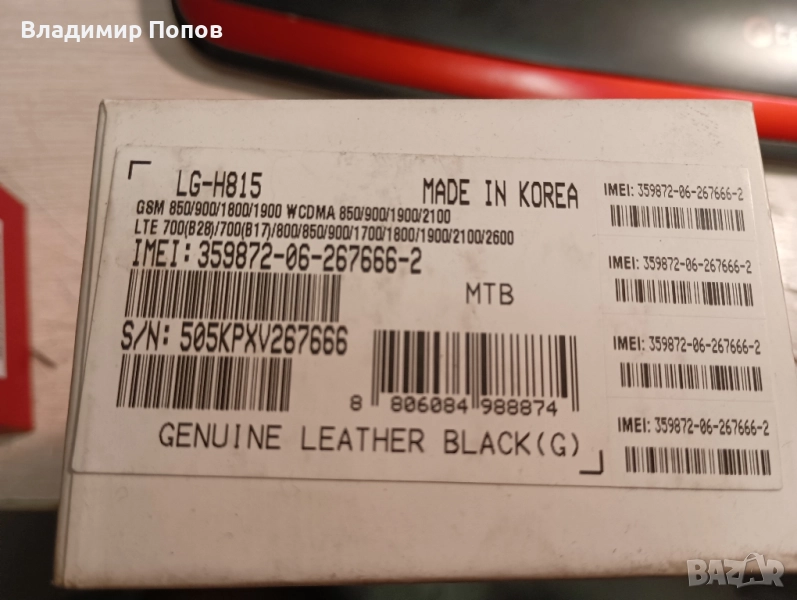 Владимир Попов
LG-H815
MADE IN KOREA
GSM 850/900/1800/1900 WCDMA 850/900/1900/2100
LTE 700(B28)/700(B17)/800/850/900/1700/1800/1900/2100/2600
IMEI: 359872-06-267666-2
MTB
S/N: 505KPXV267666
8 806084 988874
GENUINE LEATHER BLACK(G)
IMEI: 359872-06-267666-2
IMEI: 359872-06-267666-2
IMEI: 359872-06-267666-2
IMEI: 359872-06-267666-2
BAZAR